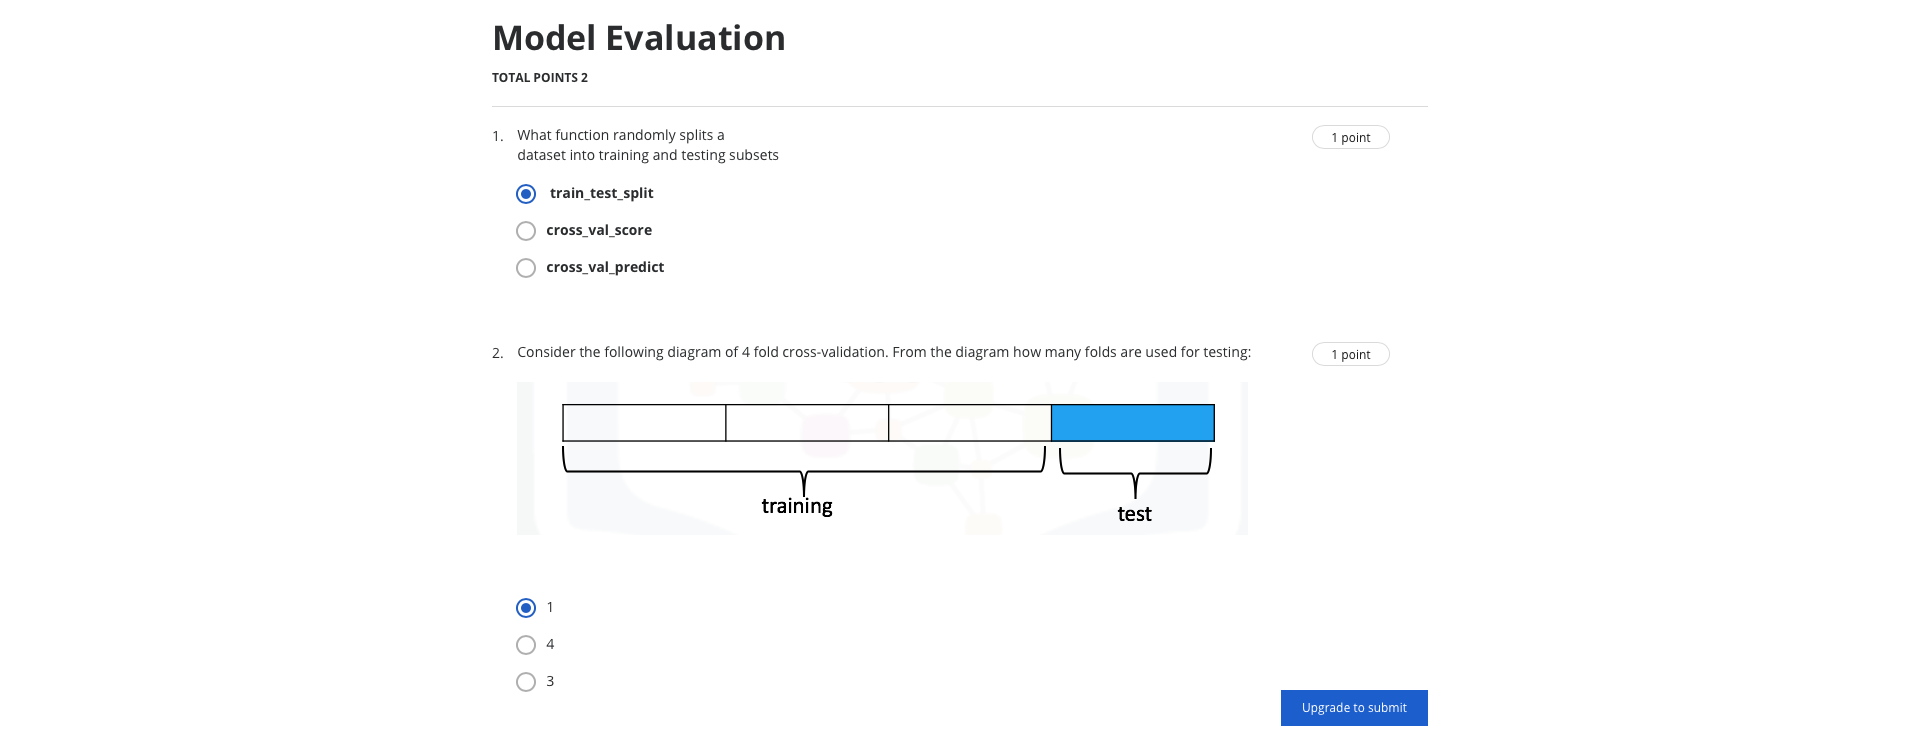 Model Evaluation
TOTAL POINTS 2
1. What function randomly splits a
dataset into training and testing subsets
1 point
train_test_split
cross_val_score
cross_val_predict
2. Consider the following diagram of 4 fold cross-validation. From the diagram how many folds are used for testing:
1 point
training
test
1
4
3
Upgrade to submit